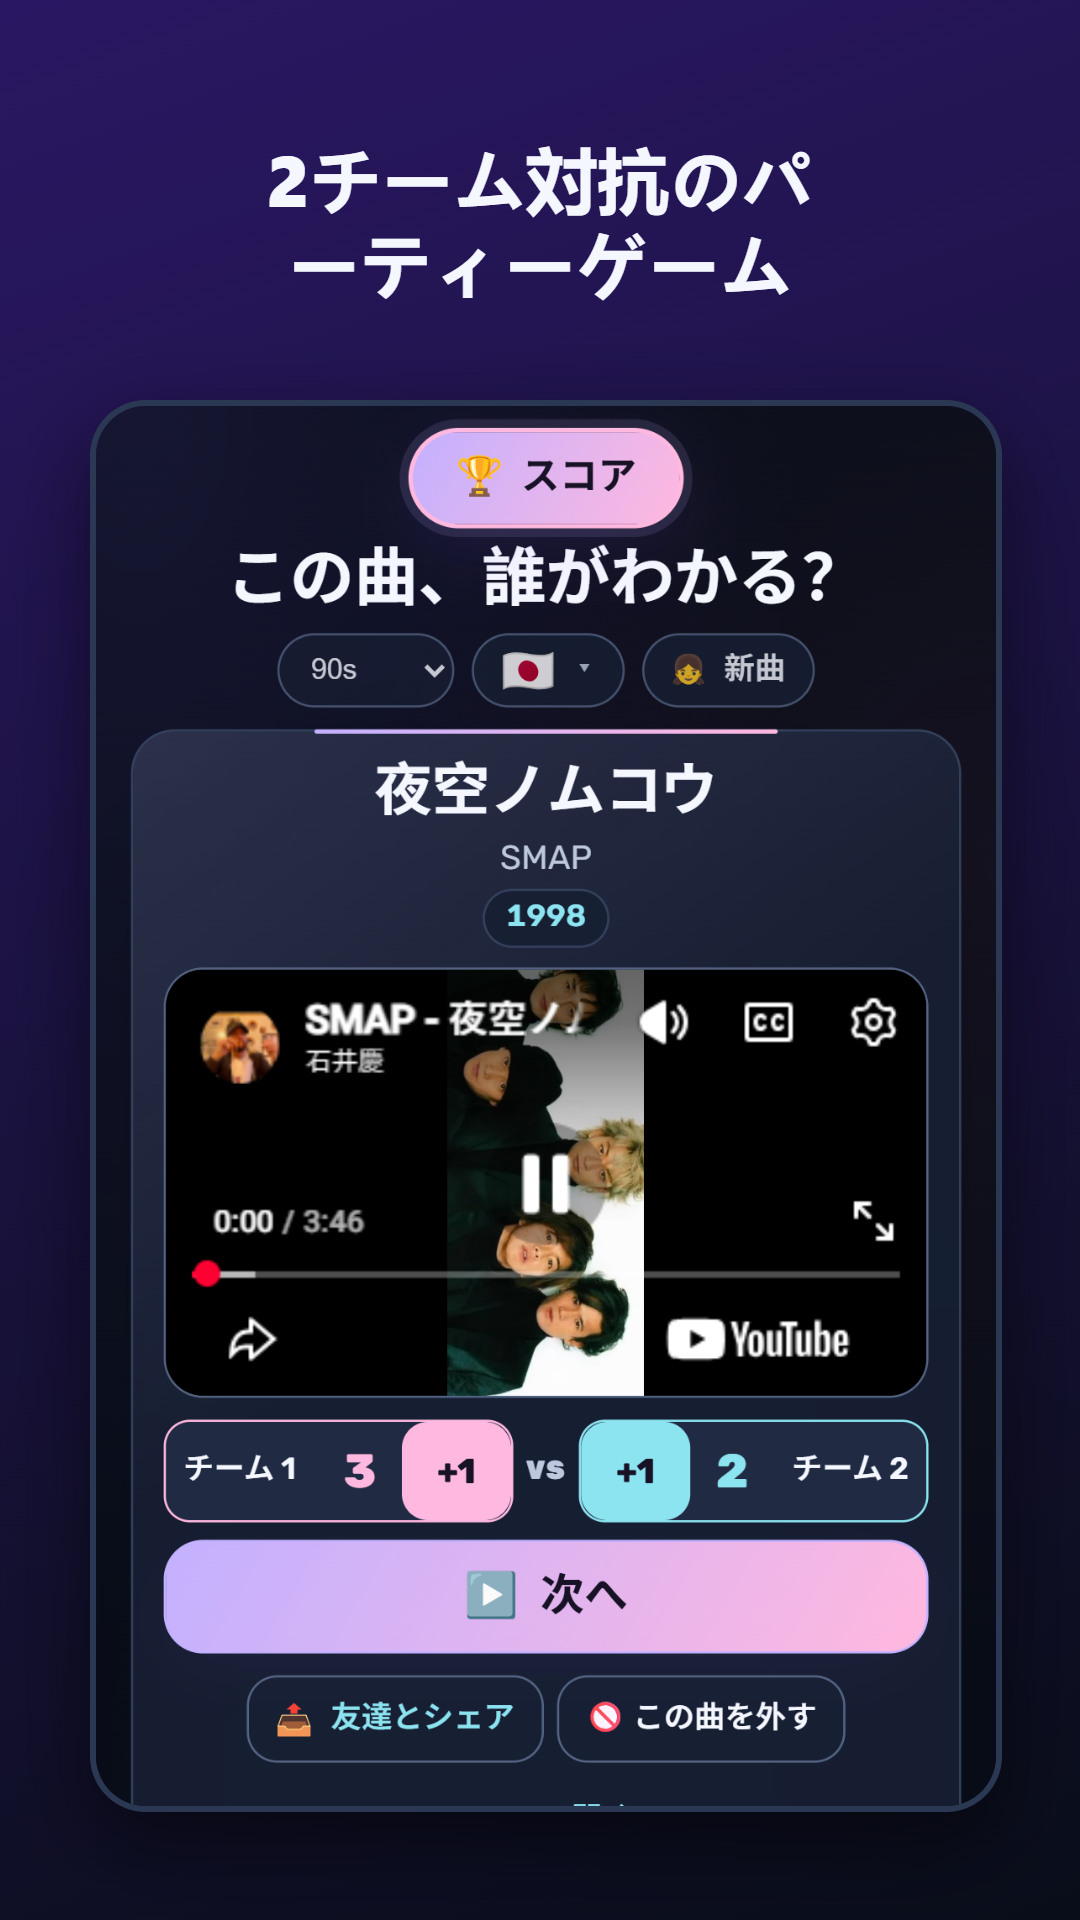 2チーム対抗のパ
ーティーゲーム
🏆 スコア
この曲、誰がわかる？
90s
新曲
夜空ノムコウ
SMAP
1998
SMAP - 夜空ノ
石井慶
CC
0:00 / 3:46
YouTube
チーム 1 3 +1 vs +1 2 チーム 2
次へ
友達とシェア
この曲を外す